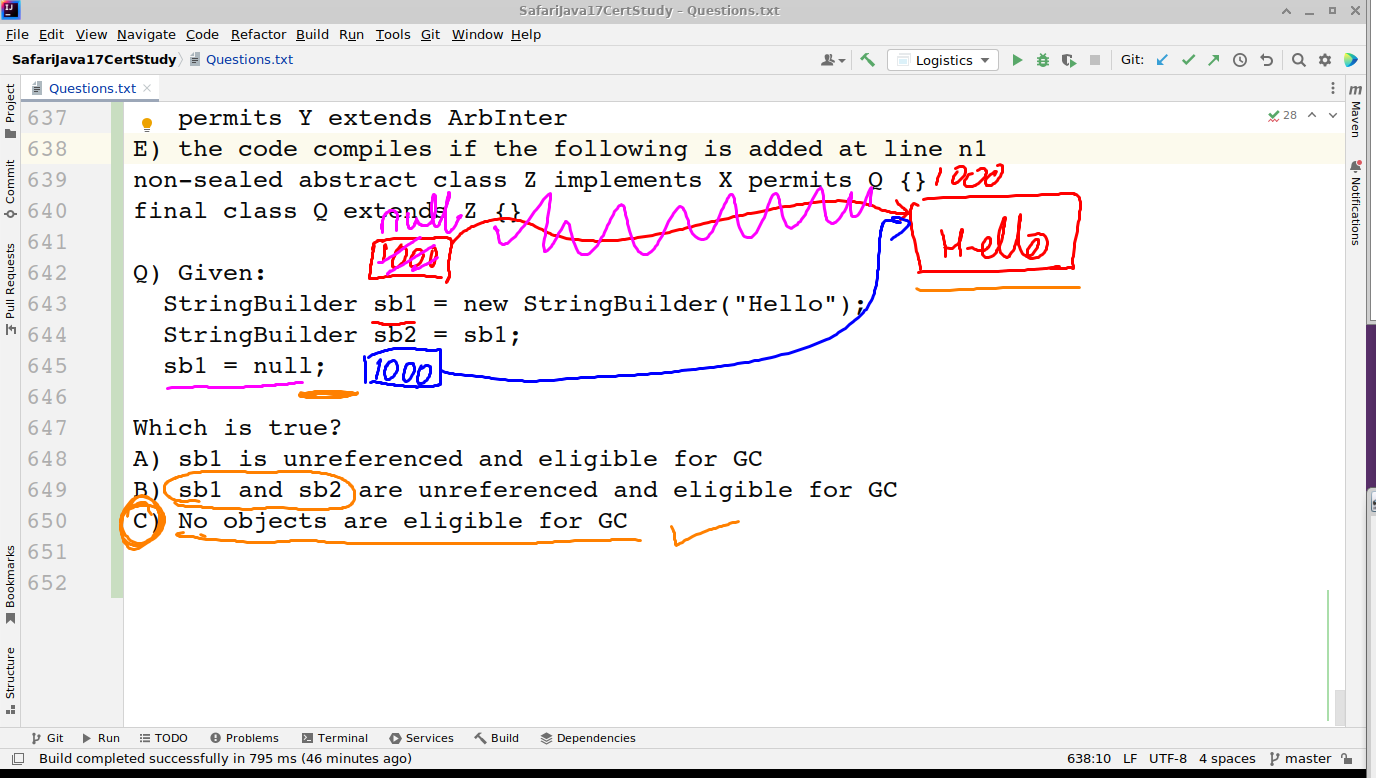 SafariJava17CertStudy – Questions.txt
File Edit View Navigate Code Refactor Build Run Tools Git Window Help
SafariJava17CertStudy Questions.txt Logistics Git:
Questions.txt
Project
Commit
Pull Requests
Bookmarks
Structure
m
Maven
Notifications
28
637 permits Y extends ArbInter
638 E) the code compiles if the following is added at line n1
639 non-sealed abstract class Z implements X permits Q {} 1000
640 final class Q extends Z {}
null
641 1000 Hello
642 Q) Given:
643 StringBuilder sb1 = new StringBuilder("Hello");
644 StringBuilder sb2 = sb1;
645 sb1 = null; 1000
646
647 Which is true?
648 A) sb1 is unreferenced and eligible for GC
649 B) sb1 and sb2 are unreferenced and eligible for GC
650 C) No objects are eligible for GC
651
652
Git Run TODO Problems Terminal Services Build Dependencies
Build completed successfully in 795 ms (46 minutes ago) 638:10 LF UTF-8 4 spaces master